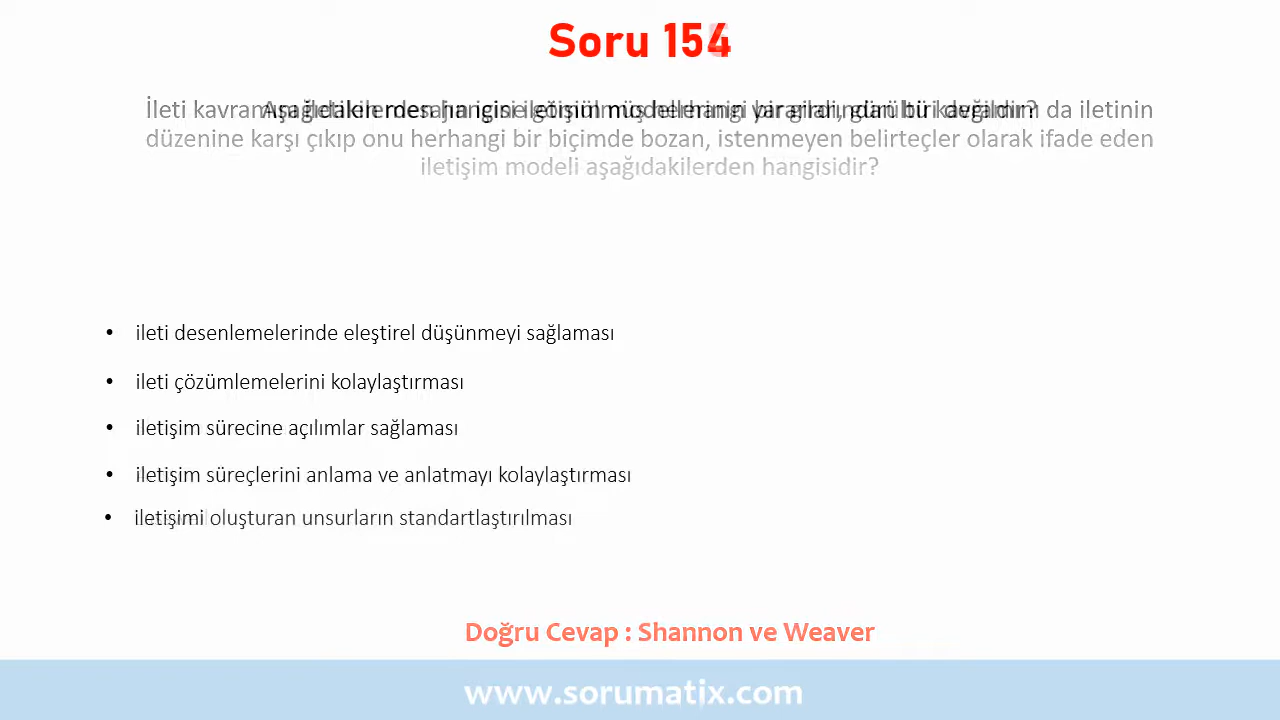 Soru 154
düzenine karşı çıkıp onu herhangi bir biçimde bozan, istenmeyen belirteçler olarak ifade eden
iletişim modeli aşağıdakilerden hangisidir?
• ileti desenlemelerinde eleştirel düşünmeyi sağlaması
• ileti çözümlemelerini kolaylaştırması
• iletişim sürecine açılımlar sağlaması
• iletişim süreçlerini anlama ve anlatmayı kolaylaştırması
• iletişimi oluşturan unsurların standartlaştırılması
Doğru Cevap : Shannon ve Weaver
www.sorumatix.com